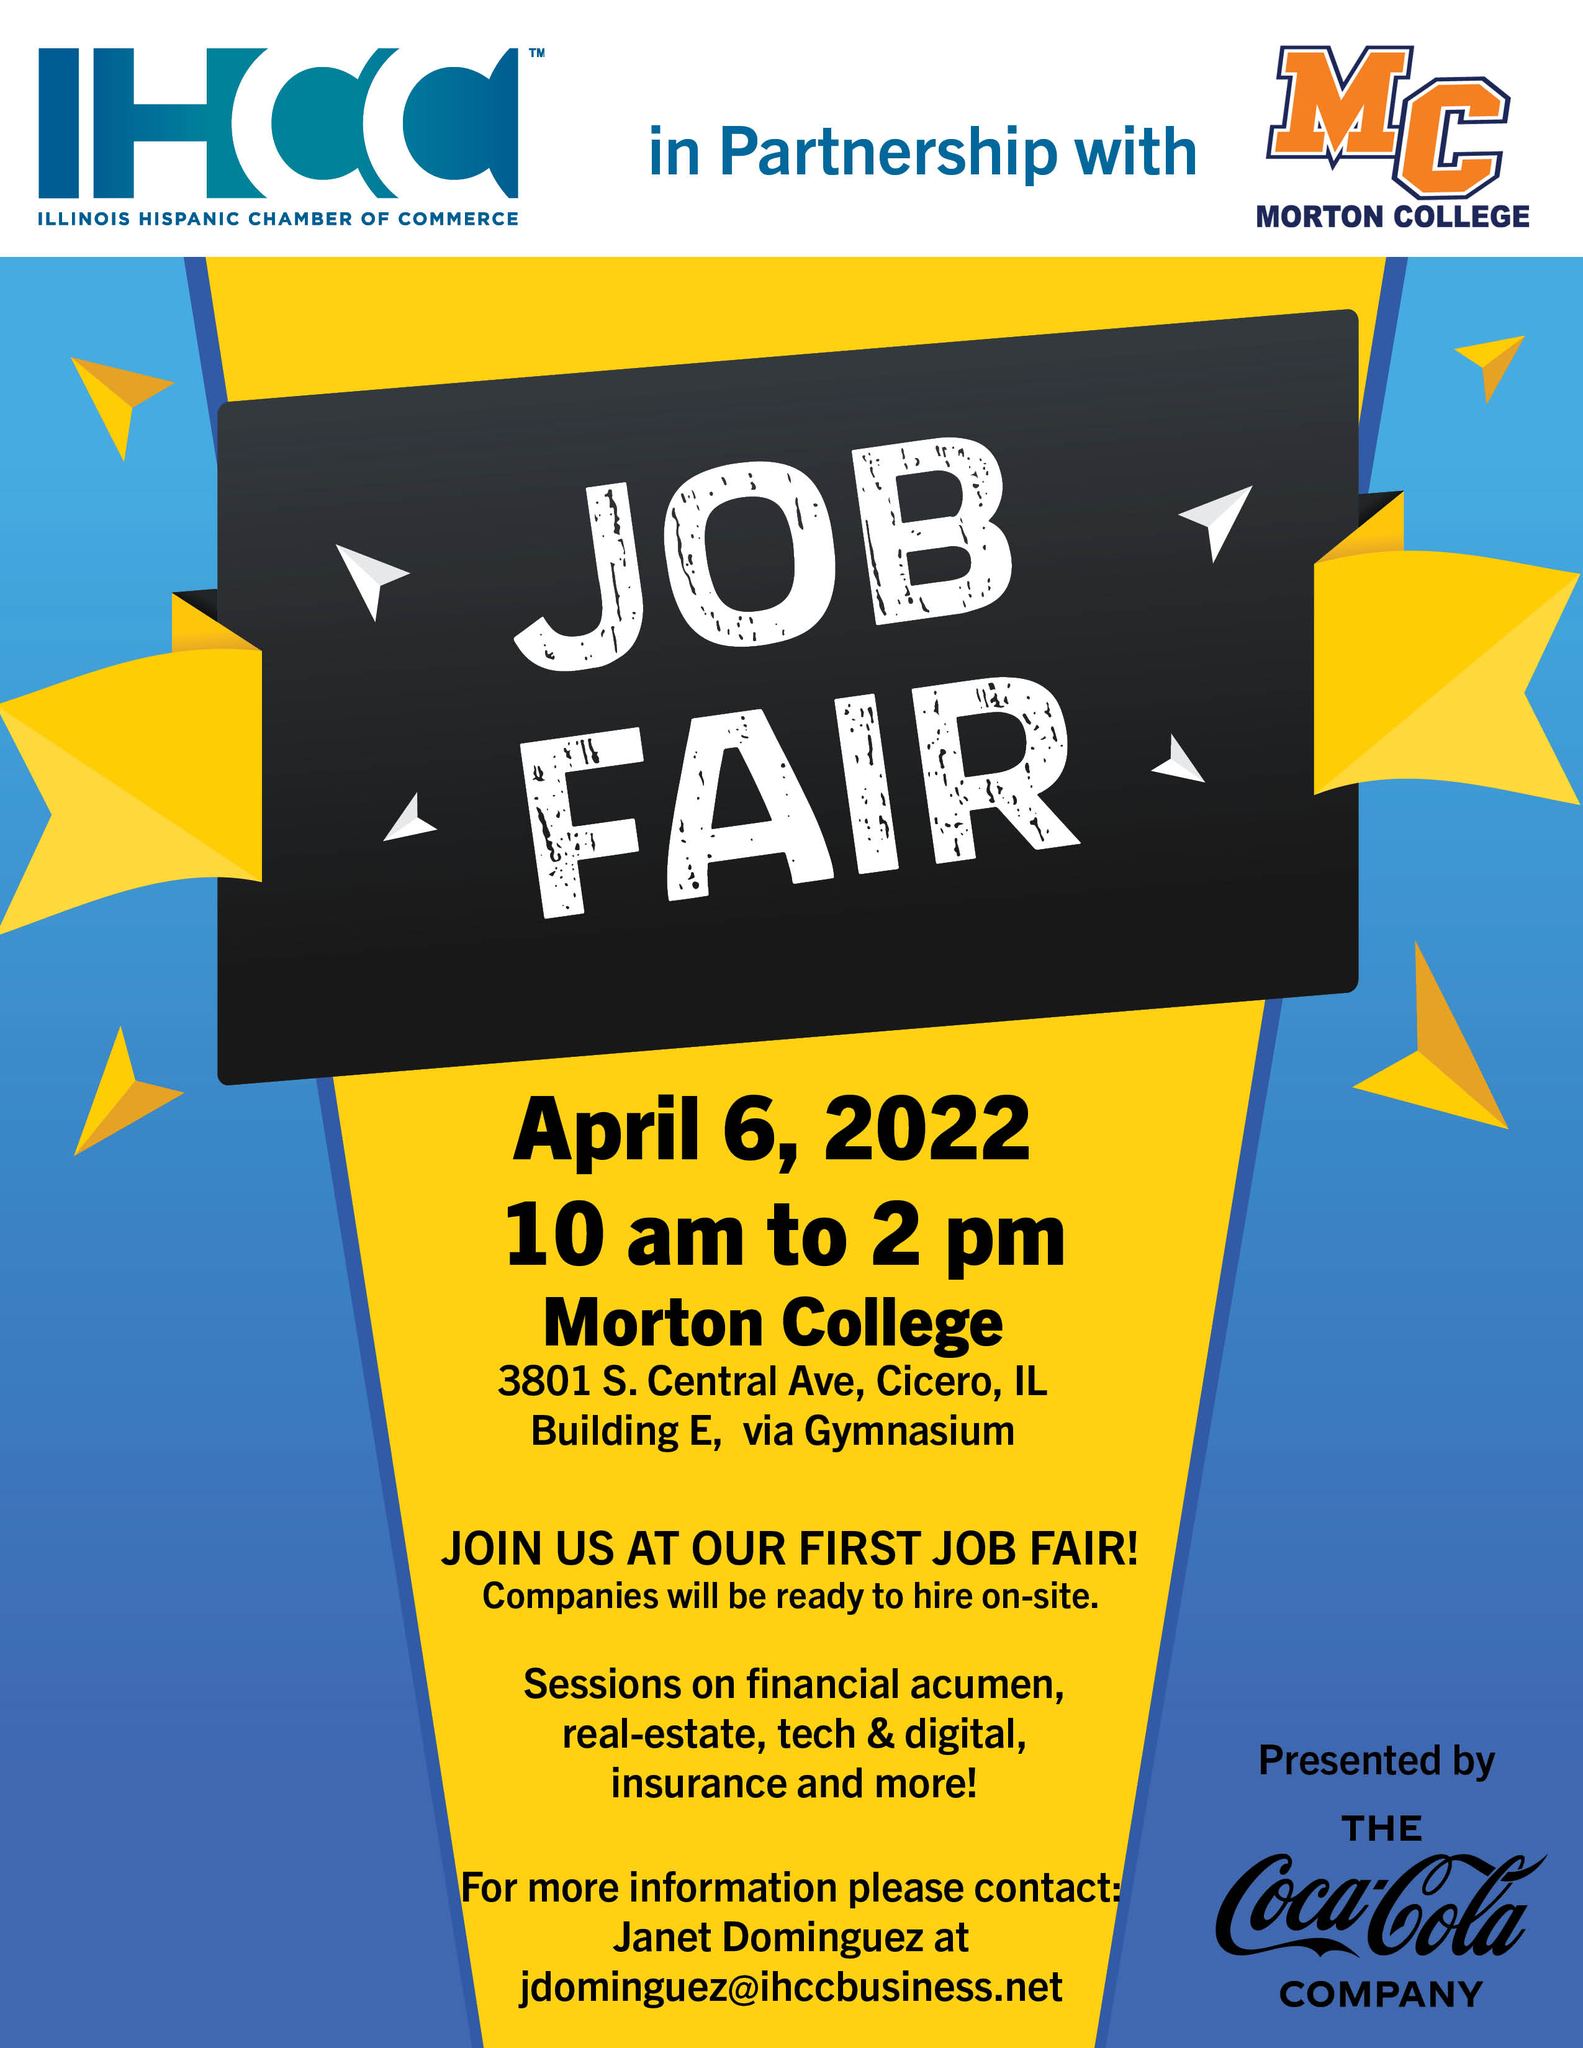 IHCC™
ILLINOIS HISPANIC CHAMBER OF COMMERCE
in Partnership with
MC
MORTON COLLEGE
JOB
FAIR
April 6, 2022
10 am to 2 pm
Morton College
3801 S. Central Ave, Cicero, IL
Building E, via Gymnasium
JOIN US AT OUR FIRST JOB FAIR!
Companies will be ready to hire on-site.
Sessions on financial acumen,
real-estate, tech & digital,
insurance and more!
For more information please contact:
Janet Dominguez at
jdominguez@ihccbusiness.net
Presented by
THE
Coca-Cola
COMPANY